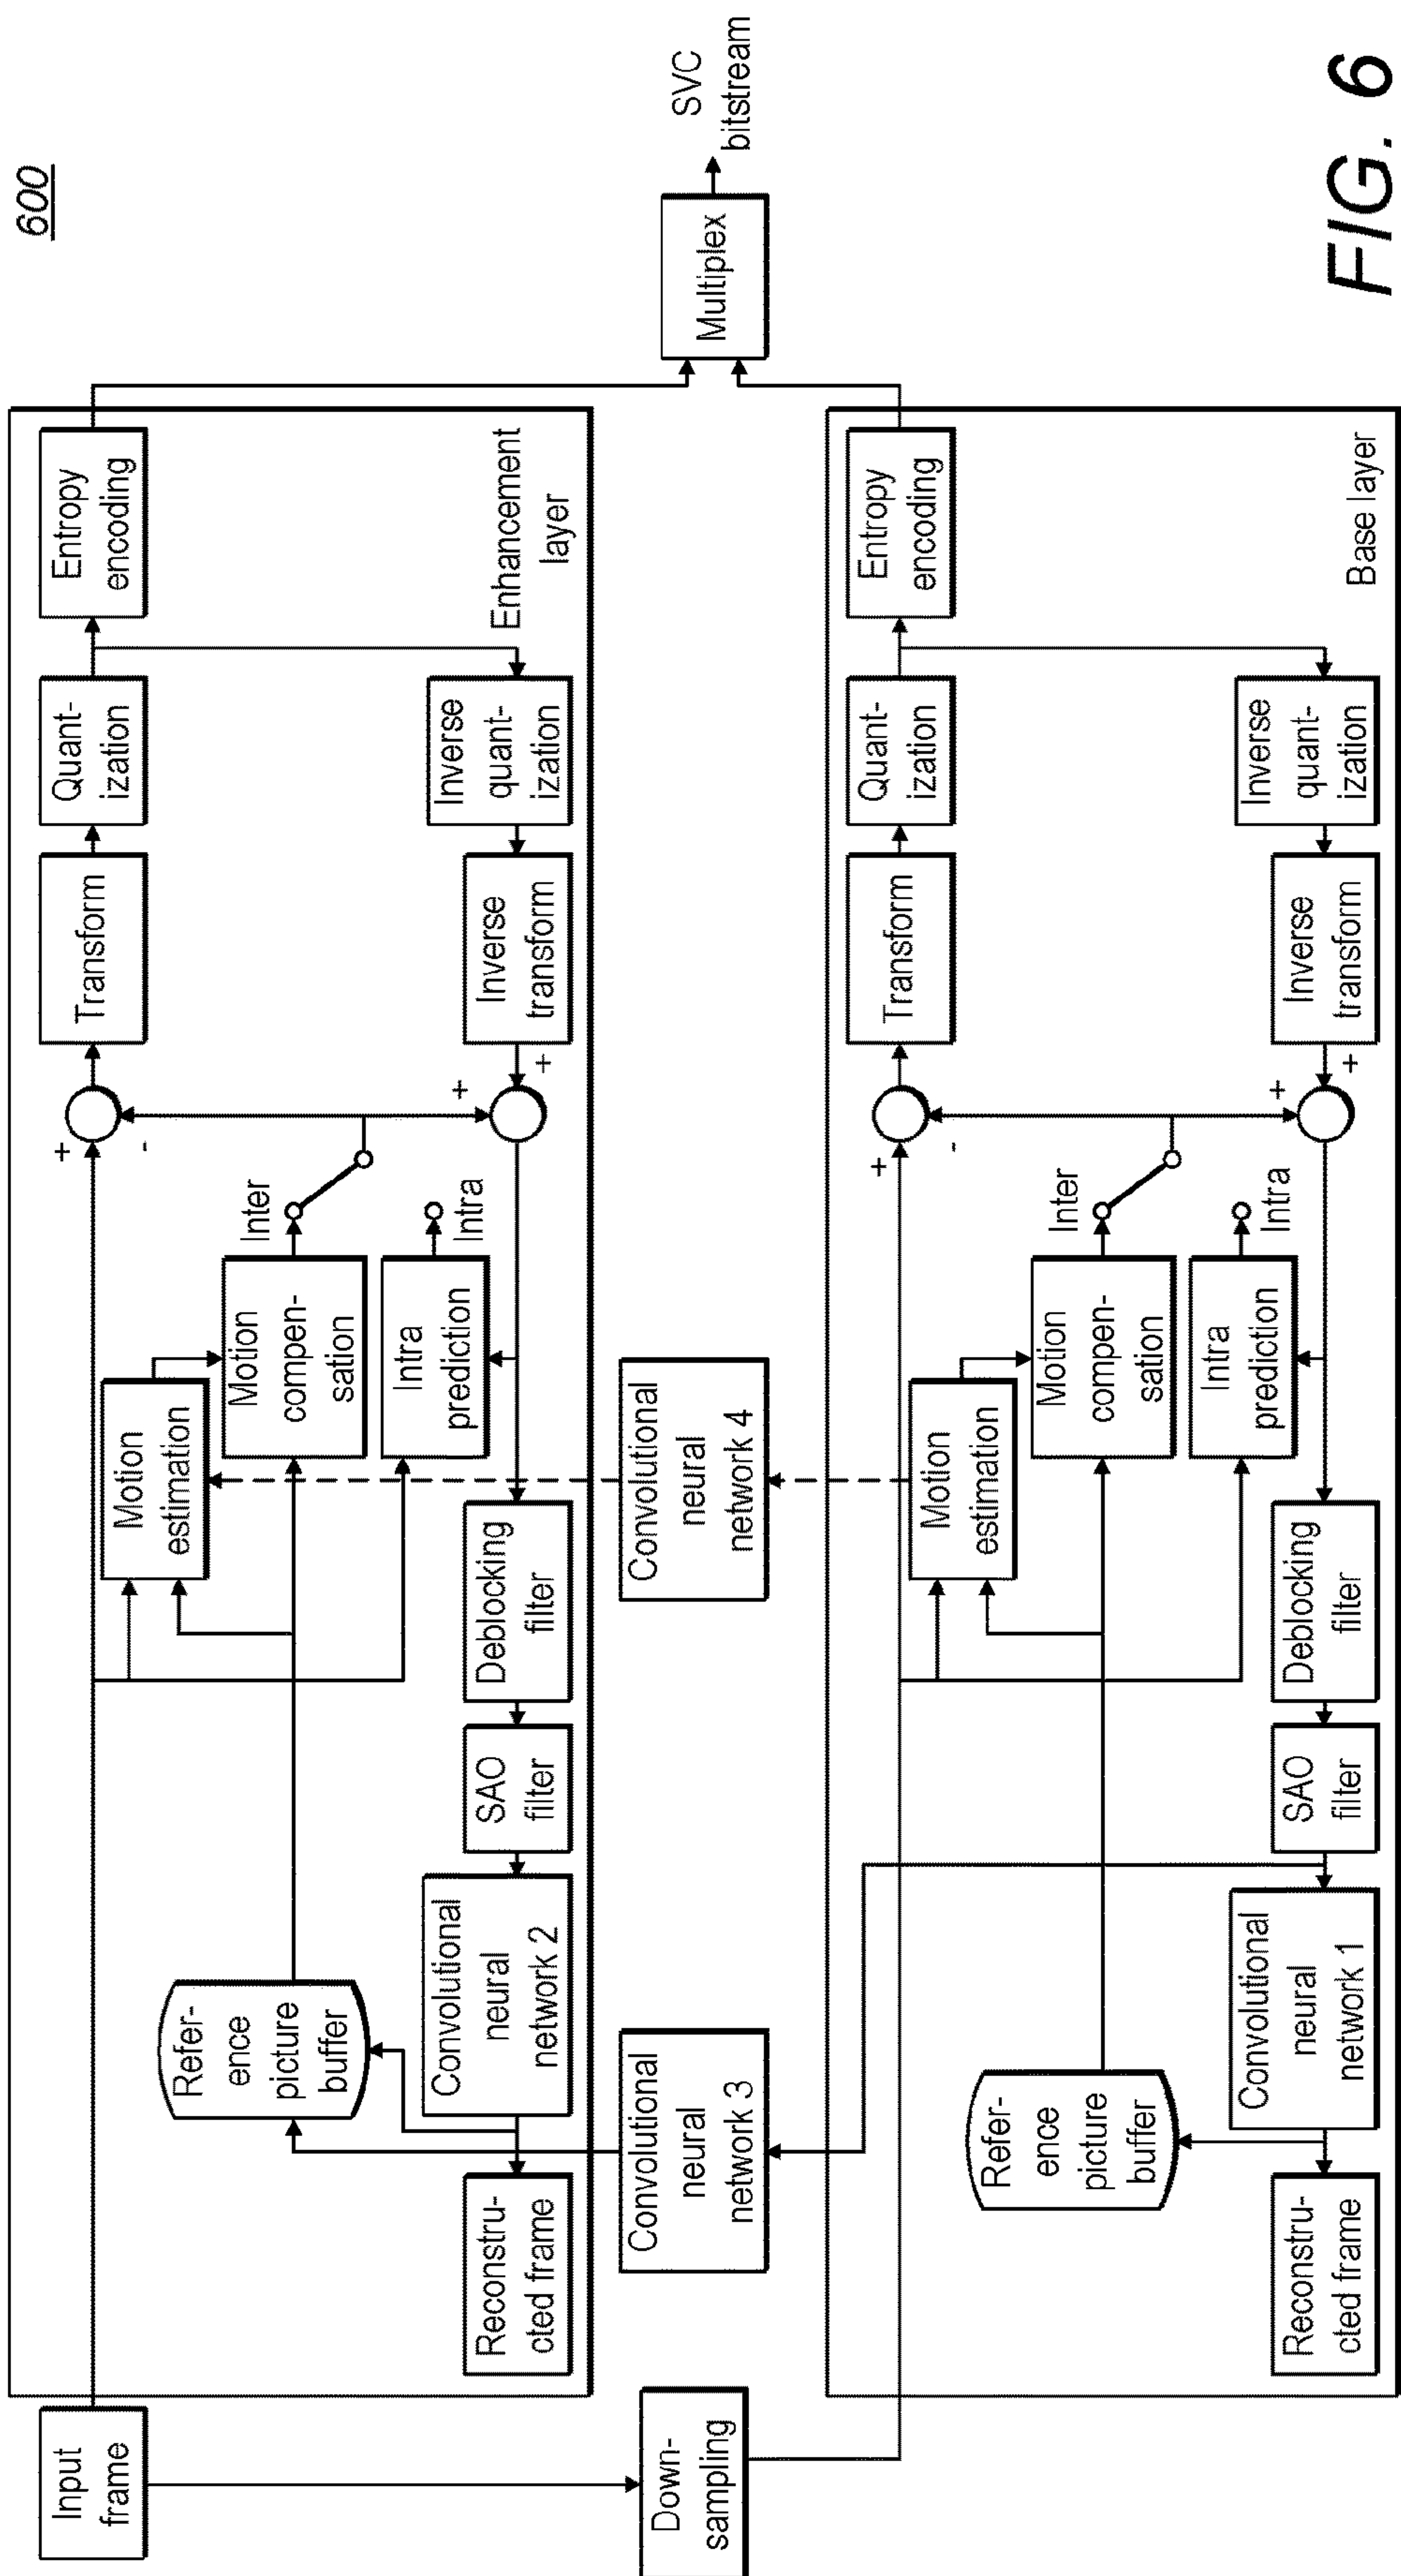 600
Input
frame
Down-
sampling
Transform
Quant-
ization
Entropy
encoding
+
-
Motion
estimation
Motion
compen-
sation
Inter
Intra
prediction
Intra
+
+
Inverse
transform
Inverse
quant-
ization
Refer-
ence
picture
buffer
Reconstru-
cted frame
Convolutional
neural
network 2
SAO
filter
Deblocking
filter
Enhancement
layer
Convolutional
neural
network 3
Convolutional
neural
network 4
Multiplex
SVC
bitstream
Transform
Quant-
ization
Entropy
encoding
+
-
Motion
estimation
Motion
compen-
sation
Inter
Intra
prediction
Intra
+
+
Inverse
transform
Inverse
quant-
ization
Refer-
ence
picture
buffer
Reconstru-
cted frame
Convolutional
neural
network 1
SAO
filter
Deblocking
filter
Base layer
FIG. 6